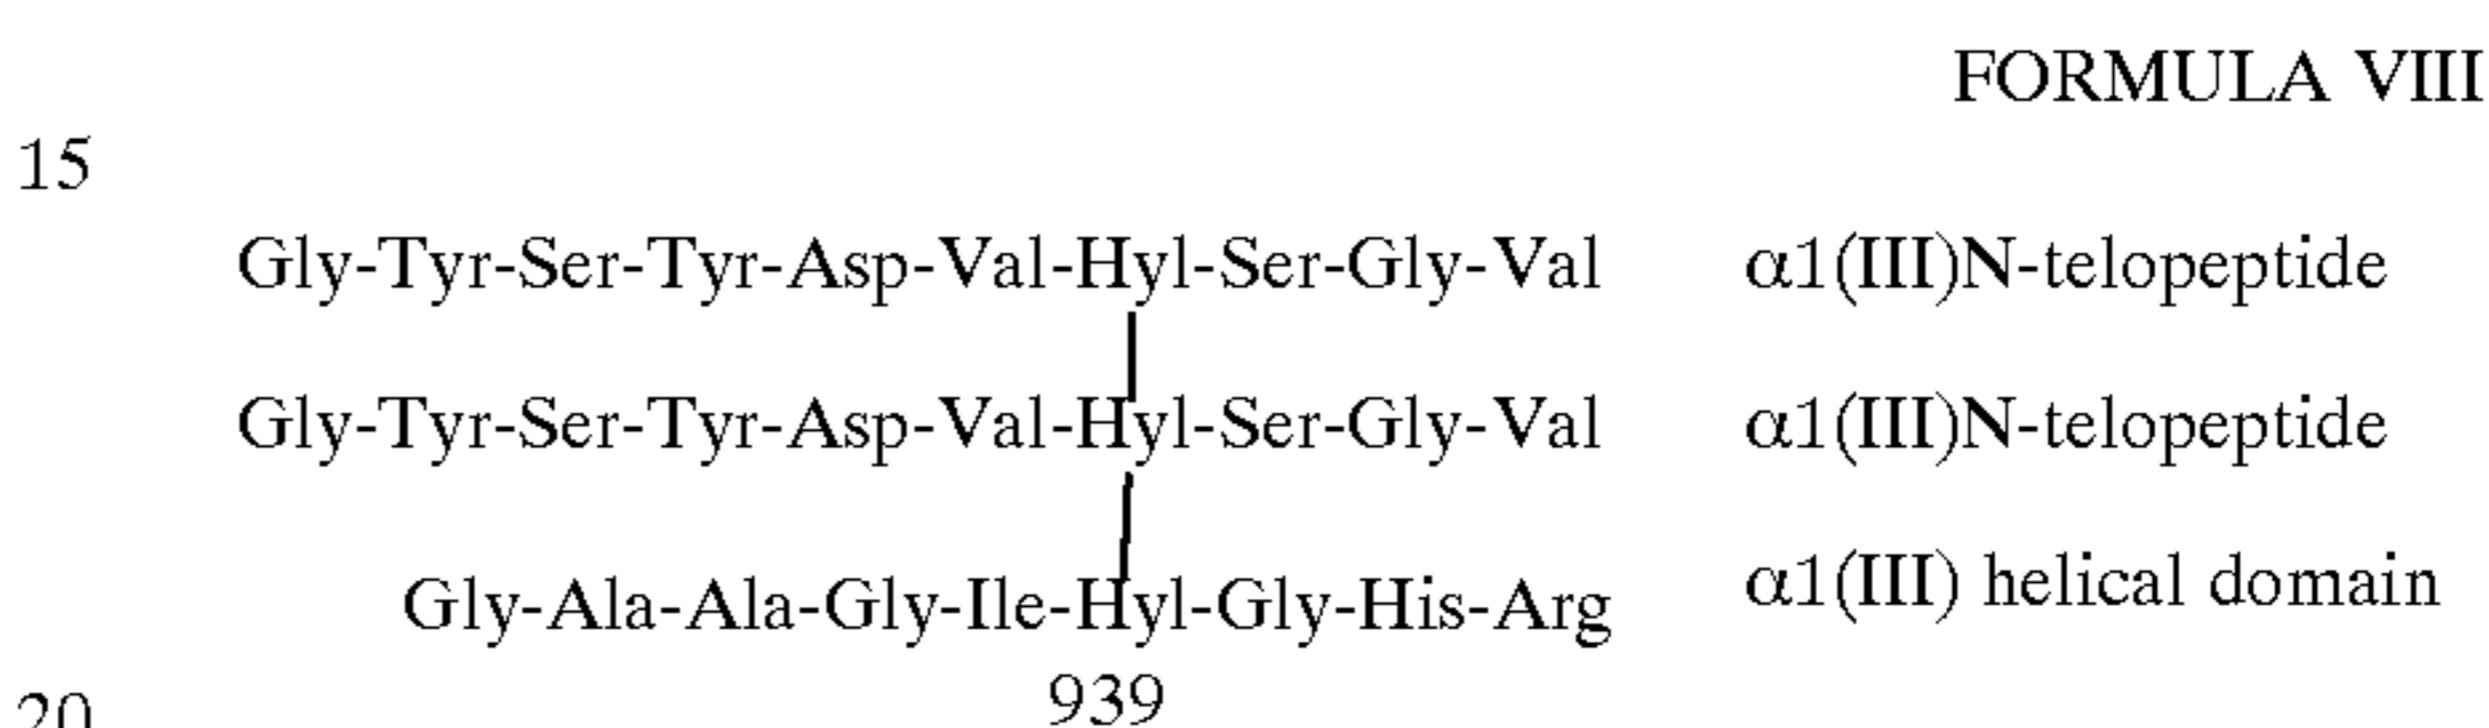 FORMULA VIII
15
Gly-Tyr-Ser-Tyr-Asp-Val-Hyl-Ser-Gly-Val α1(III)N-telopeptide
Gly-Tyr-Ser-Tyr-Asp-Val-Hyl-Ser-Gly-Val α1(III)N-telopeptide
Gly-Ala-Ala-Gly-Ile-Hyl-Gly-His-Arg α1(III) helical domain
939
20